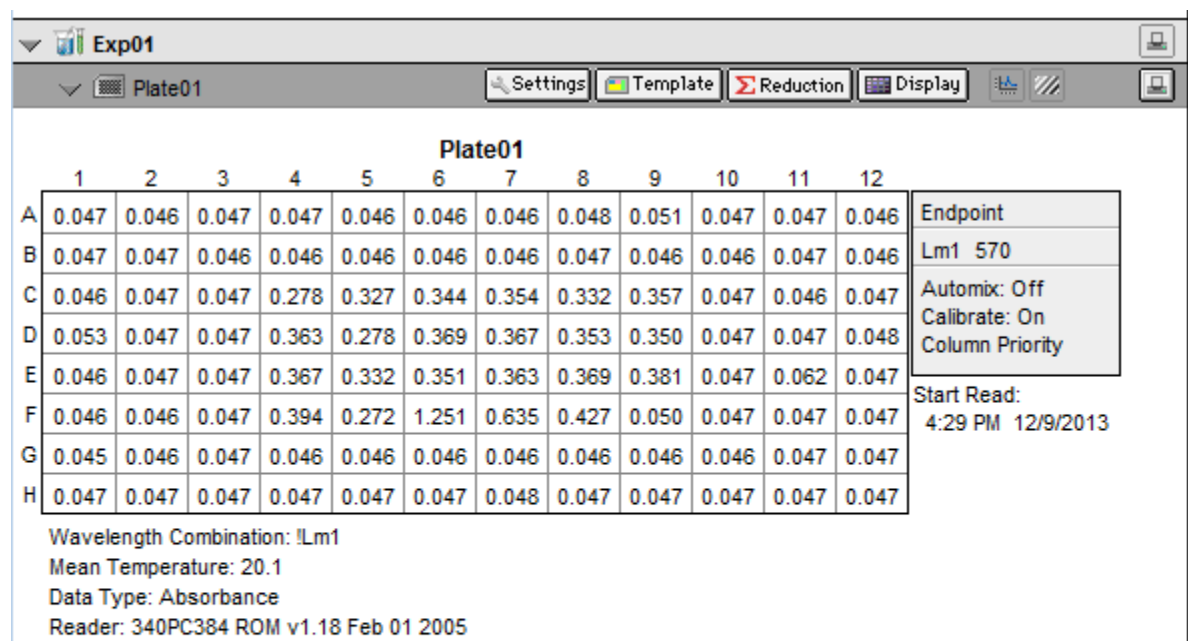 Exp01
Plate01 Settings Template Reduction Display
Plate01
1 2 3 4 5 6 7 8 9 10 11 12
A 0.047 0.046 0.047 0.047 0.046 0.046 0.046 0.048 0.051 0.047 0.047 0.046
B 0.047 0.047 0.046 0.046 0.046 0.046 0.046 0.047 0.046 0.046 0.047 0.046
C 0.046 0.047 0.047 0.278 0.327 0.344 0.354 0.332 0.357 0.047 0.046 0.047
D 0.053 0.047 0.047 0.363 0.278 0.369 0.367 0.353 0.350 0.047 0.047 0.048
E 0.046 0.047 0.047 0.367 0.332 0.351 0.363 0.369 0.381 0.047 0.062 0.047
F 0.046 0.046 0.047 0.394 0.272 1.251 0.635 0.427 0.050 0.047 0.047 0.047
G 0.045 0.046 0.047 0.046 0.046 0.046 0.046 0.046 0.046 0.046 0.047 0.047
H 0.047 0.047 0.047 0.047 0.047 0.047 0.048 0.047 0.047 0.047 0.047 0.047
Endpoint
Lm1 570
Automix: Off
Calibrate: On
Column Priority
Start Read:
4:29 PM 12/9/2013
Wavelength Combination: !Lm1
Mean Temperature: 20.1
Data Type: Absorbance
Reader: 340PC384 ROM v1.18 Feb 01 2005